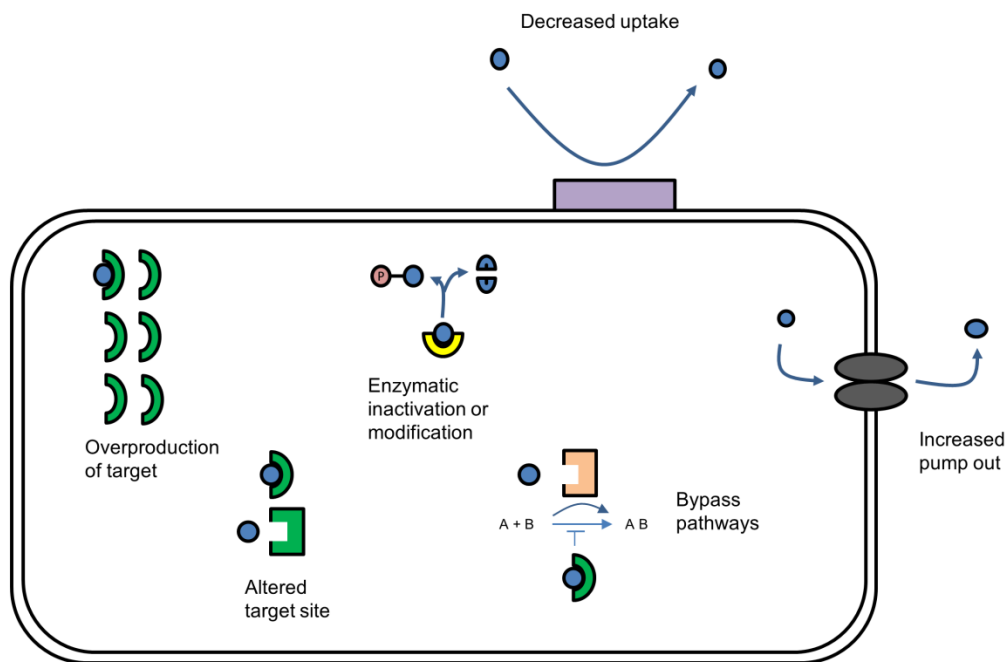 Decreased uptake
P
Enzymatic
inactivation or
modification
Overproduction
of target
Increased
pump out
A + B
A B
Bypass
pathways
Altered
target site